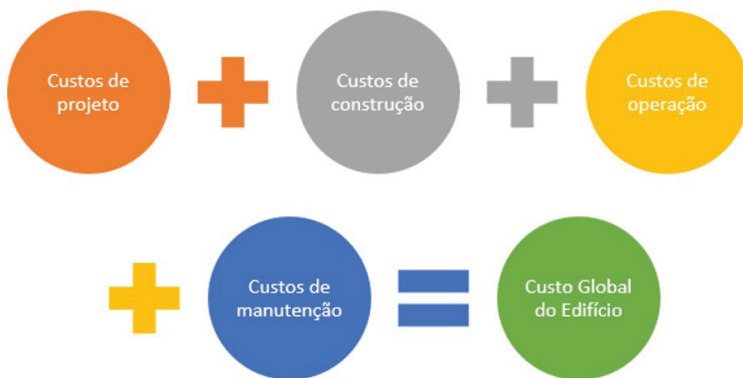 Custos de
projeto
Custos de
construção
Custos de
operação
Custos de
manutenção
Custo Global
do Edifício